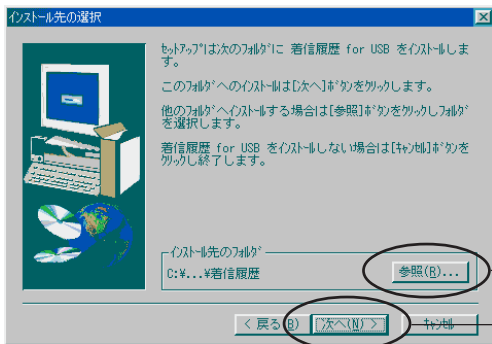 インストール先の選択
セットアップは次のフォルダに 着信履歴 for USB をインストールしま
す。
このフォルダへのインストールは[次へ]ボタンをクリックします。
他のフォルダへインストールする場合は[参照]ボタンをクリックしフォルダ
を選択します。
着信履歴 for USB をインストールしない場合は[キャンセル]ボタンを
クリックし終了します。
インストール先のフォルダ
C:¥...¥着信履歴
参照(R)...
< 戻る(B)
次へ(N) >
キャンセル